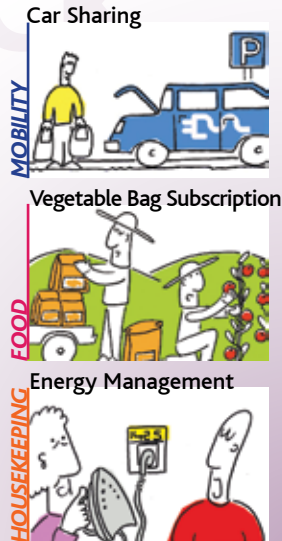 Car Sharing
P
MOBILITY
Vegetable Bag Subscription
FOOD
Energy Management
HOUSEKEEPING